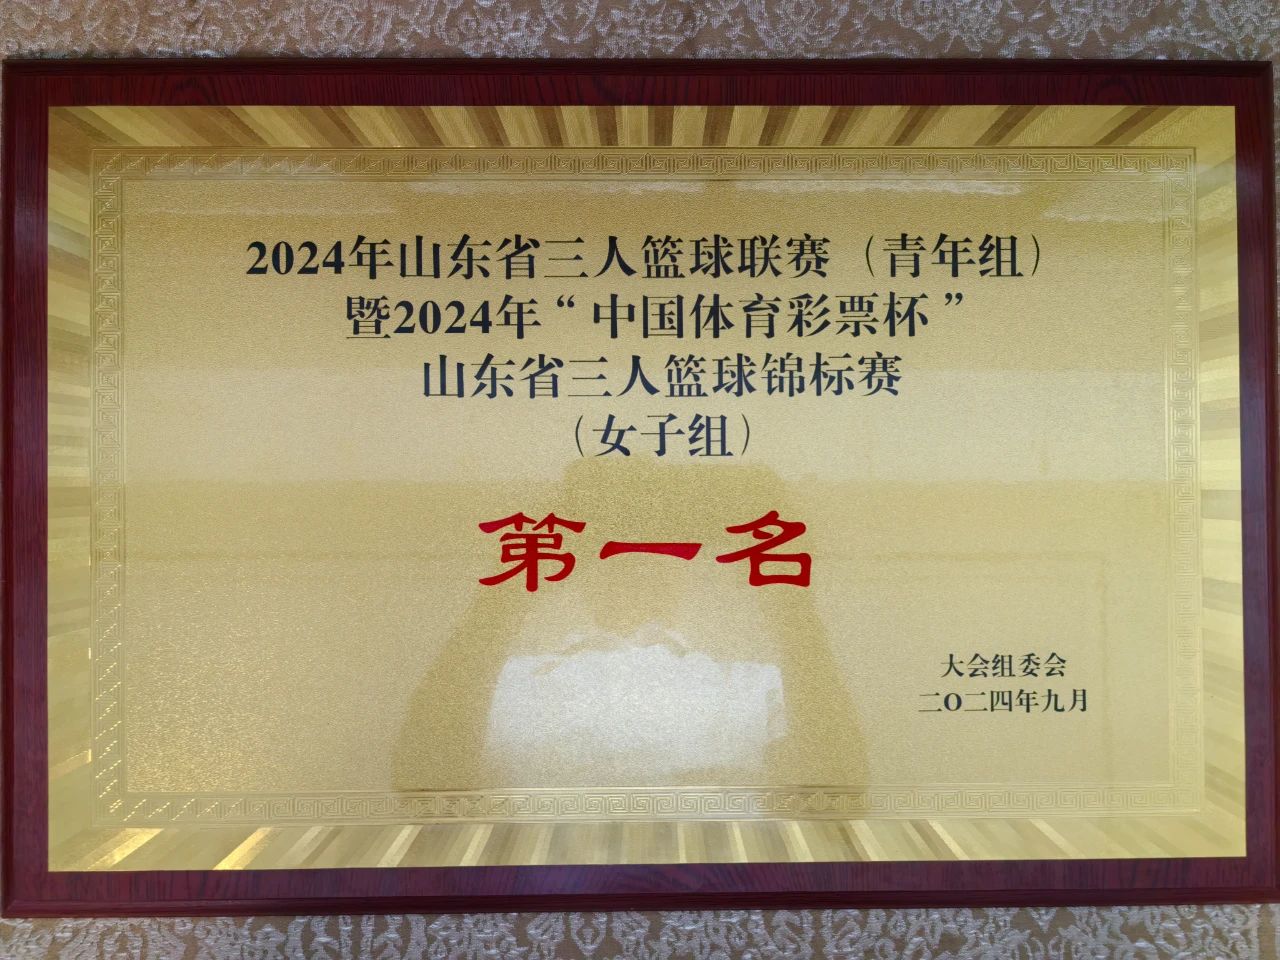 2024年山东省三人篮球联赛（青年组）
暨2024年“中国体育彩票杯”
山东省三人篮球锦标赛
（女子组）
第一名
大会组委会
二〇二四年九月